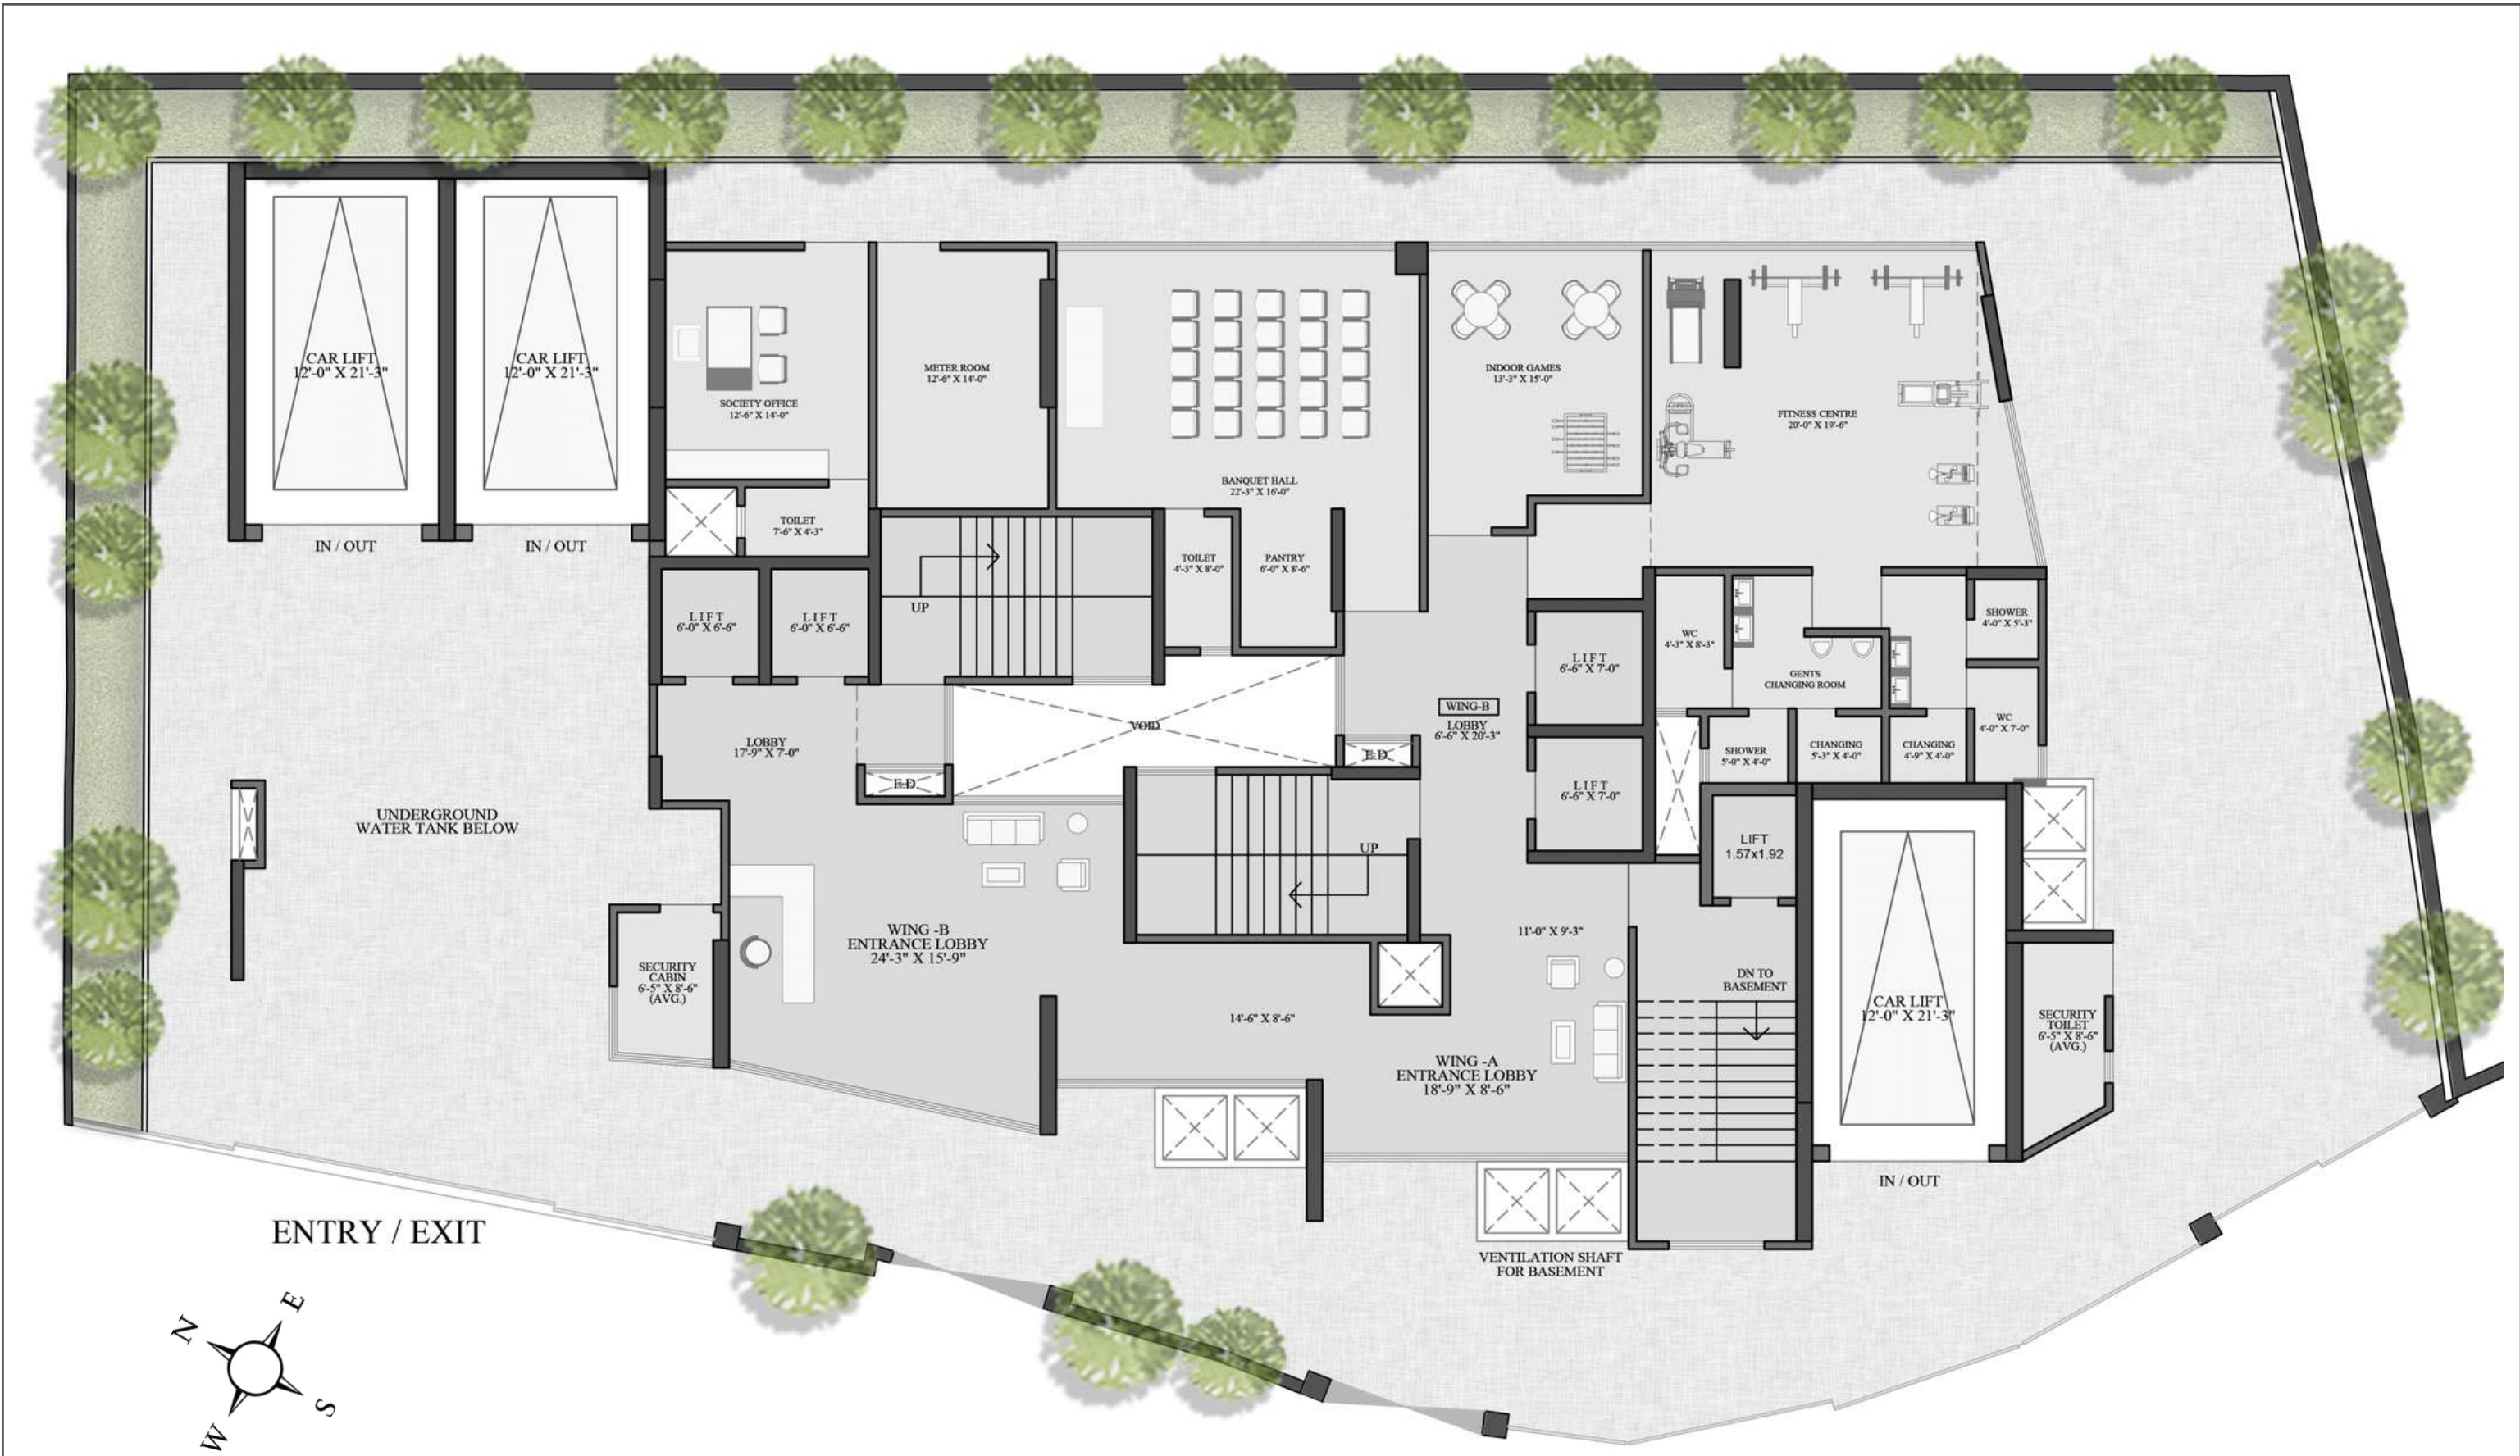 CAR LIFT
12'-0" X 21'-3"
CAR LIFT
12'-0" X 21'-3"
IN / OUT
IN / OUT
SOCIETY OFFICE
12'-6" X 14'-0"
METER ROOM
12'-6" X 14'-0"
BANQUET HALL
22'-3" X 16'-0"
INDOOR GAMES
13'-3" X 15'-0"
FITNESS CENTRE
20'-0" X 19'-6"
TOILET
7'-6" X 4'-3"
TOILET
4'-3" X 8'-0"
PANTRY
6'-0" X 8'-6"
UP
LIFT
6'-0" X 6'-6"
LIFT
6'-0" X 6'-6"
LIFT
6'-6" X 7'-0"
WC
4'-3" X 8'-3"
SHOWER
4'-0" X 5'-3"
GENTS
CHANGING ROOM
WING-B
LOBBY
6'-6" X 20'-3"
VOID
LOBBY
17'-9" X 7'-0"
E.D
E.D
WC
4'-0" X 7'-0"
SHOWER
5'-0" X 4'-0"
CHANGING
5'-3" X 4'-0"
CHANGING
4'-9" X 4'-0"
LIFT
6'-6" X 7'-0"
UNDERGROUND
WATER TANK BELOW
LIFT
1.57x1.92
UP
WING -B
ENTRANCE LOBBY
24'-3" X 15'-9"
11'-0" X 9'-3"
SECURITY
CABIN
6'-5" X 8'-6"
(AVG.)
DN TO
BASEMENT
CAR LIFT
12'-0" X 21'-3"
SECURITY
TOILET
6'-5" X 8'-6"
(AVG.)
14'-6" X 8'-6"
WING -A
ENTRANCE LOBBY
18'-9" X 8'-6"
IN / OUT
ENTRY / EXIT
VENTILATION SHAFT
FOR BASEMENT
N
E
S
W